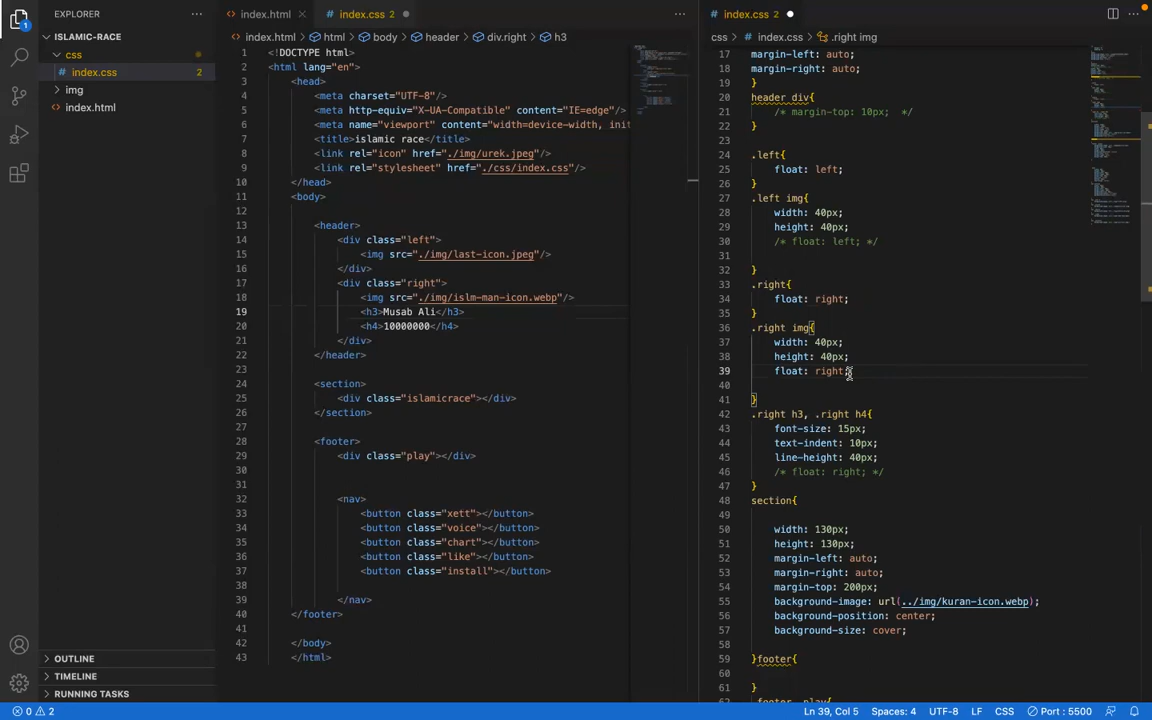 EXPLORER
ISLAMIC-RACE
css
index.css 2
img
index.html
OUTLINE
TIMELINE
RUNNING TASKS
index.html
index.css 2
index.html > html > body > header > div.right > h3
1 <!DOCTYPE html>
2 <html lang="en">
3 <head>
4 <meta charset="UTF-8"/>
5 <meta http-equiv="X-UA-Compatible" content="IE=edge"/>
6 <meta name="viewport" content="width=device-width, init
7 <title>islamic race</title>
8 <link rel="icon" href="./img/urek.jpeg"/>
9 <link rel="stylesheet" href="./css/index.css"/>
10 </head>
11 <body>
12
13 <header>
14 <div class="left">
15 <img src="./img/last-icon.jpeg"/>
16 </div>
17 <div class="right">
18 <img src="./img/islm-man-icon.webp"/>
19 <h3>Musab Ali</h3>
20 <h4>10000000</h4>
21 </div>
22 </header>
23
24 <section>
25 <div class="islamicrace"></div>
26 </section>
27
28 <footer>
29 <div class="play"></div>
30
31
32 <nav>
33 <button class="xett"></button>
34 <button class="voice"></button>
35 <button class="chart"></button>
36 <button class="like"></button>
37 <button class="install"></button>
38
39 </nav>
40 </footer>
41
42 </body>
43 </html>
index.css 2
css > index.css > .right img
17 margin-left: auto;
18 margin-right: auto;
19 }
20 header div{
21 /* margin-top: 10px;  */
22 }
23
24 .left{
25 float: left;
26 }
27 .left img{
28 width: 40px;
29 height: 40px;
30 /* float: left; */
31
32 }
33 .right{
34 float: right;
35 }
36 .right img{
37 width: 40px;
38 height: 40px;
39 float: right;
40
41 }
42 .right h3, .right h4{
43 font-size: 15px;
44 text-indent: 10px;
45 line-height: 40px;
46 /* float: right; */
47 }
48 section{
49
50 width: 130px;
51 height: 130px;
52 margin-left: auto;
53 margin-right: auto;
54 margin-top: 200px;
55 background-image: url(../img/kuran-icon.webp);
56 background-position: center;
57 background-size: cover;
58
59 }footer{
60
61 }
62 footer .play{
1
0 2
Ln 39, Col 5 Spaces: 4 UTF-8 LF CSS Port : 5500